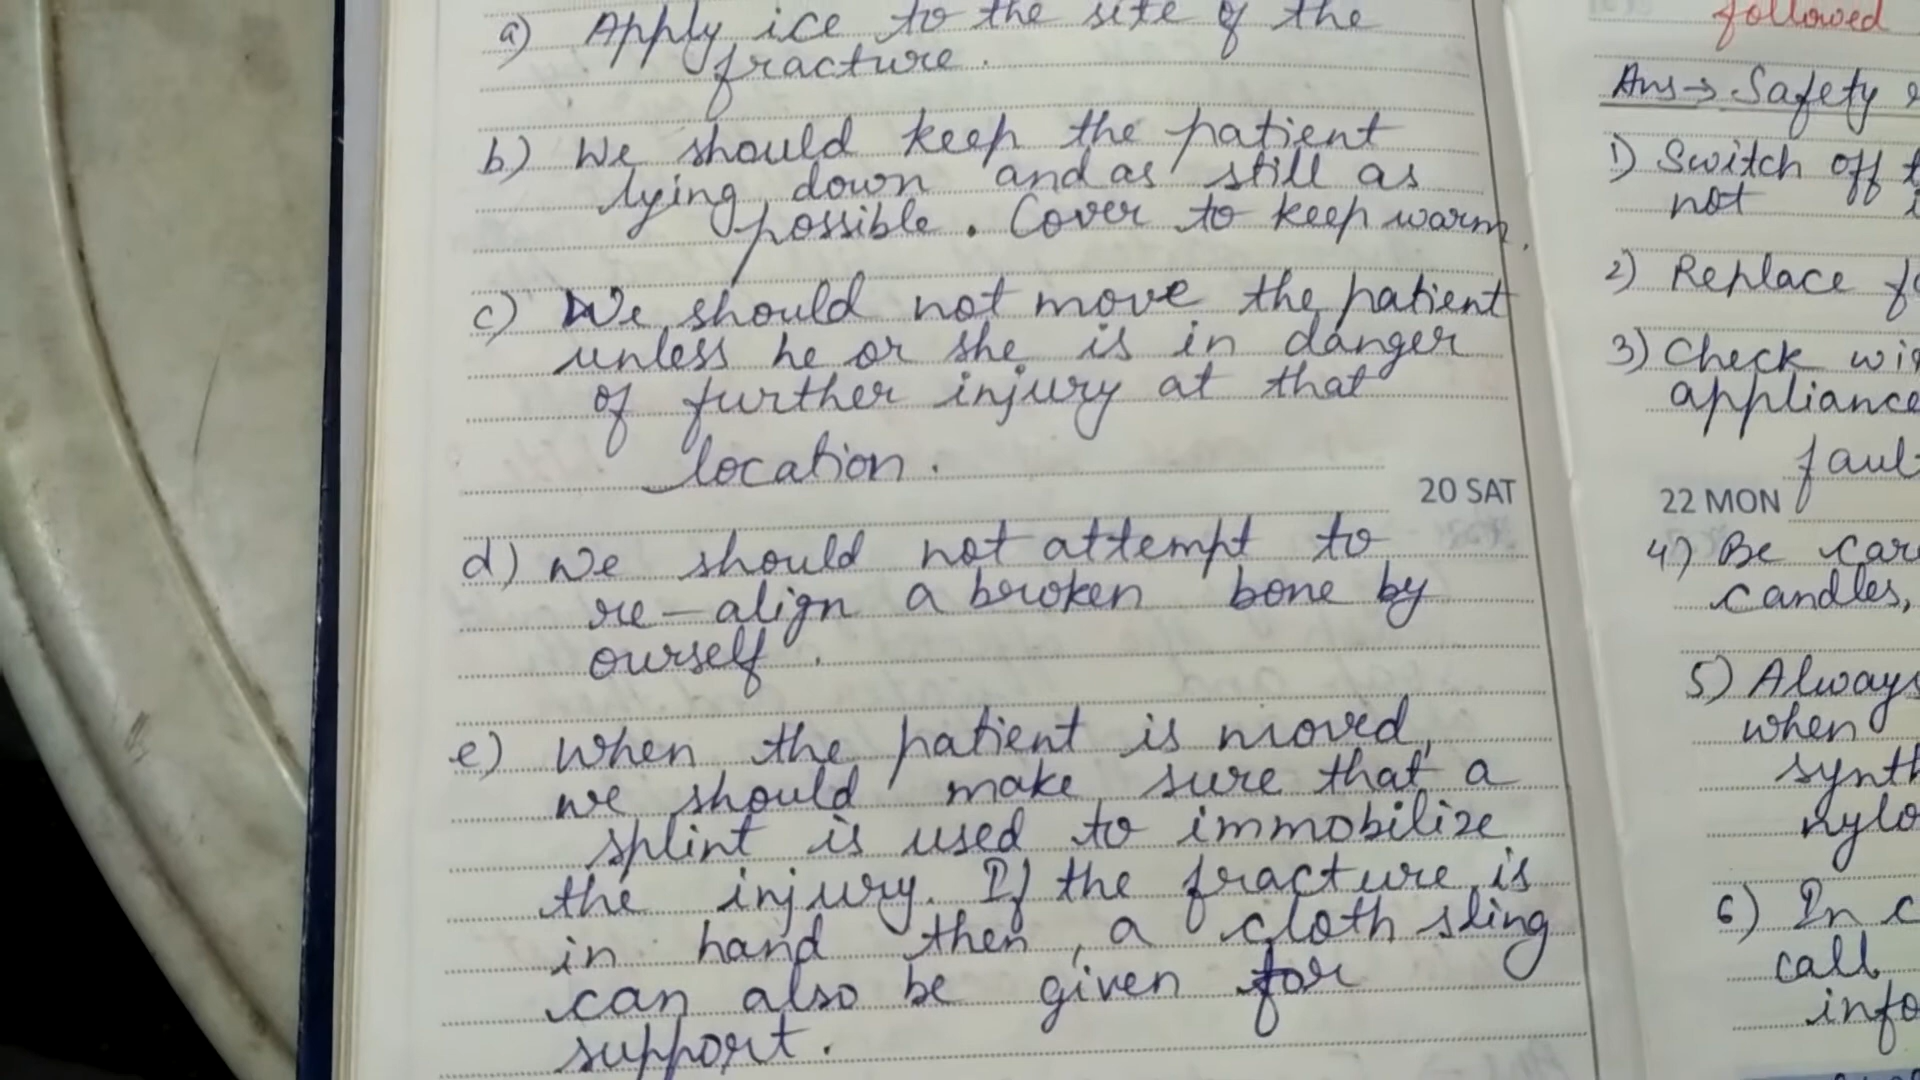 a) Apply ice to the site of the
fracture.
b) We should keep the patient
lying down and as still as
possible. Cover to keep warm.
c) We should not move the patient
unless he or she is in danger
of further injury at that
location.
20 SAT
d) We should not attempt to
re-align a broken bone by
ourself.
e) When the patient is moved,
we should make sure that a
splint is used to immobilize
the injury. If the fracture is
in hand then, a cloth sling
can also be given for
support.
followed
Ans→ Safety
1) Switch off
not
2) Replace
3) Check
appliance
22 MON
4) Be
candles,
5) Always
when
6) In
call